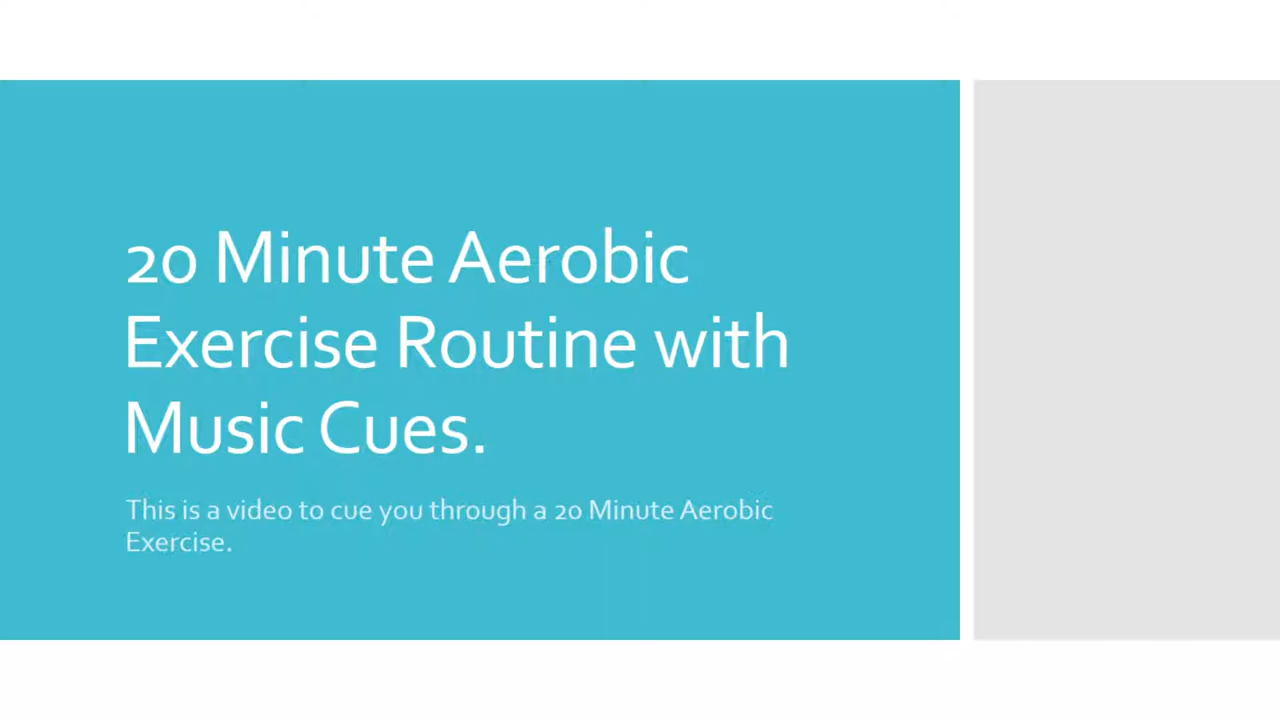 20 Minute Aerobic
Exercise Routine with
Music Cues.
This is a video to cue you through a 20 Minute Aerobic
Exercise.